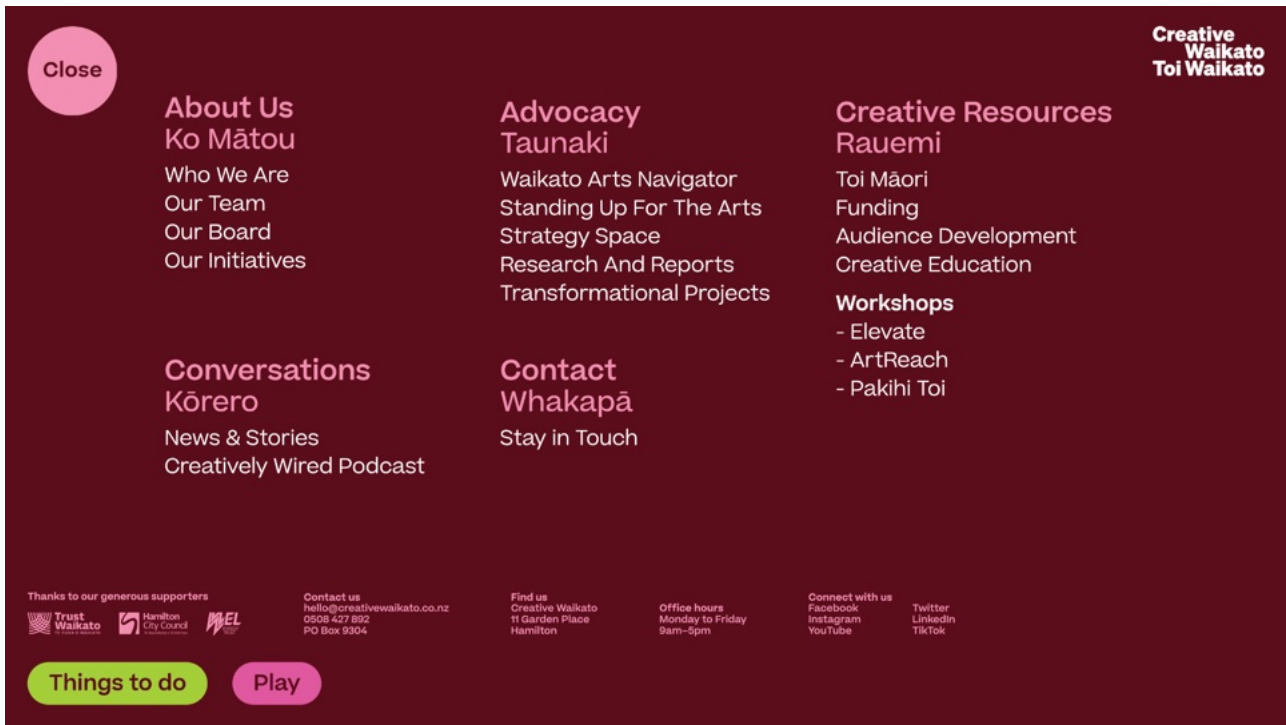 Close
Creative
Waikato
Toi Waikato
About Us
Ko Mātou
Who We Are
Our Team
Our Board
Our Initiatives
Advocacy
Taunaki
Waikato Arts Navigator
Standing Up For The Arts
Strategy Space
Research And Reports
Transformational Projects
Creative Resources
Rauemi
Toi Māori
Funding
Audience Development
Creative Education
Workshops
- Elevate
- ArtReach
- Pakihi Toi
Conversations
Kōrero
News & Stories
Creatively Wired Podcast
Contact
Whakapā
Stay in Touch
Thanks to our generous supporters
Trust
Waikato
Hamilton
City Council
WEL
Contact us
hello@creativewaikato.co.nz
0508 427 892
PO Box 9304
Find us
Creative Waikato
11 Garden Place
Hamilton
Office hours
Monday to Friday
9am–5pm
Connect with us
Facebook
Instagram
YouTube
Twitter
LinkedIn
TikTok
Things to do
Play